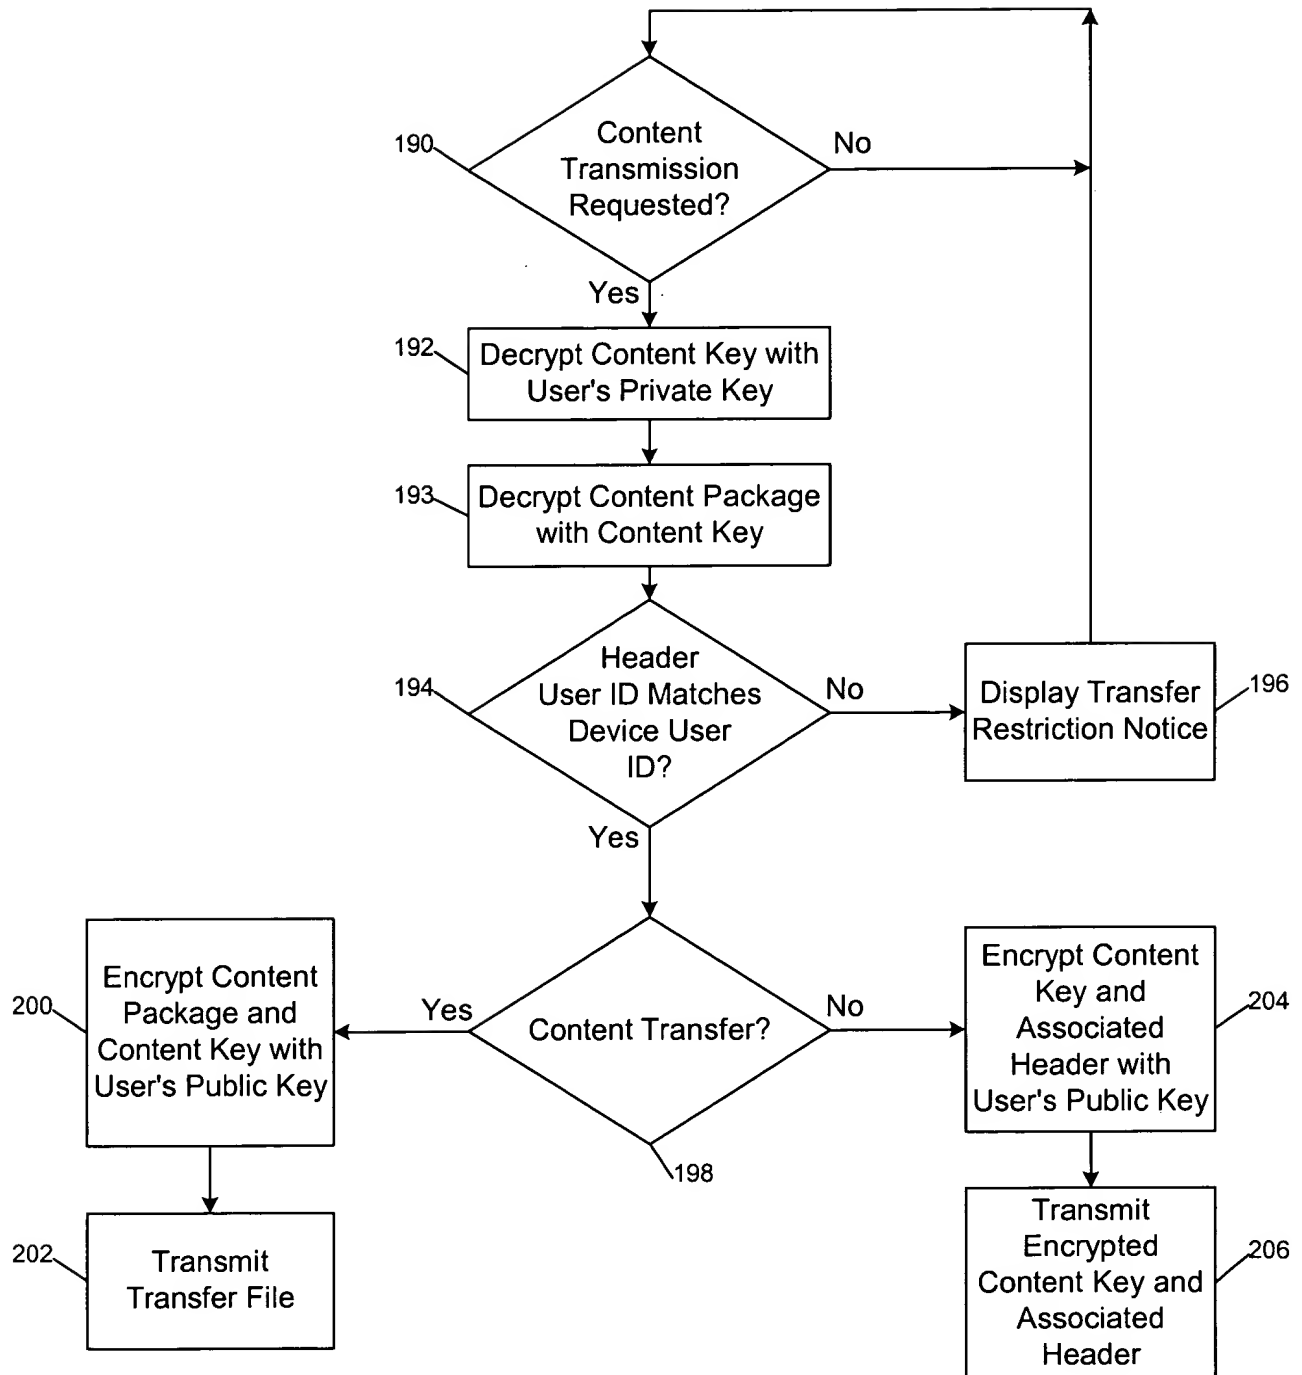 190
Content
Transmission
Requested?
No
Yes
192
Decrypt Content Key with
User's Private Key
193
Decrypt Content Package
with Content Key
194
Header
User ID Matches
Device User
ID?
No
Display Transfer
Restriction Notice
196
Yes
200
Encrypt Content
Package and
Content Key with
User's Public Key
Yes
Content Transfer?
No
198
Encrypt Content
Key and
Associated
Header with
User's Public Key
204
202
Transmit
Transfer File
Transmit
Encrypted
Content Key and
Associated
Header
206